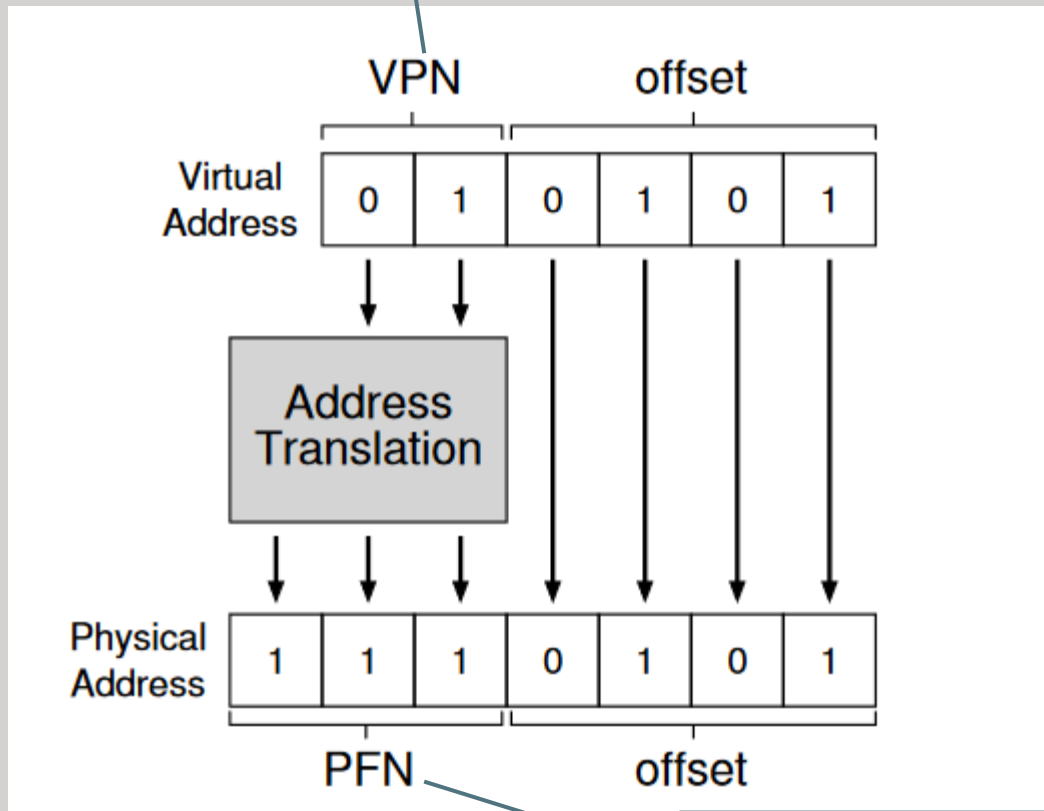 VPN offset
Virtual
Address
0 1 0 1 0 1
Address
Translation
Physical
Address
1 1 1 0 1 0 1
PFN offset